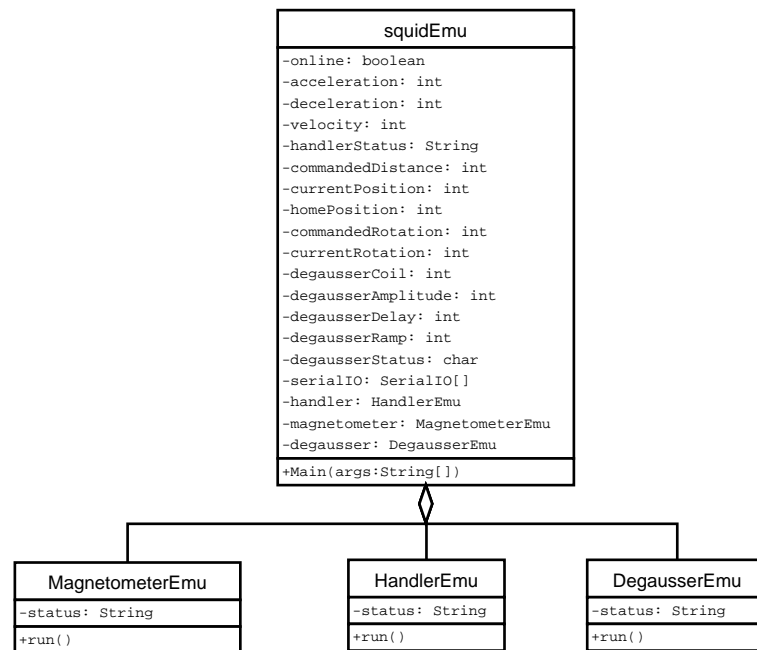 squidEmu
-online: boolean
-acceleration: int
-deceleration: int
-velocity: int
-handlerStatus: String
-commandedDistance: int
-currentPosition: int
-homePosition: int
-commandedRotation: int
-currentRotation: int
-degausserCoil: int
-degausserAmplitude: int
-degausserDelay: int
-degausserRamp: int
-degausserStatus: char
-serialIO: SerialIO[]
-handler: HandlerEmu
-magnetometer: MagnetometerEmu
-degausser: DegausserEmu
+Main(args:String[])
MagnetometerEmu
-status: String
+run()
HandlerEmu
-status: String
+run()
DegausserEmu
-status: String
+run()